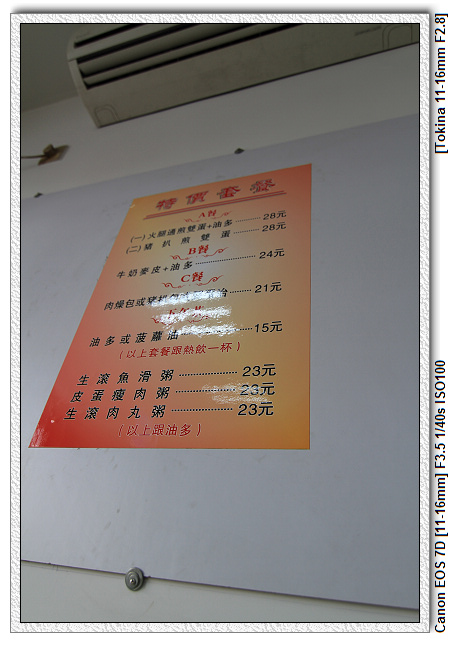 特價套餐
A餐
(一)火腿通煎雙蛋+油多 28元
(二)豬扒煎雙蛋 28元
B餐
牛奶麥皮+油多 24元
C餐
肉燥包或豬扒包 21元
油多或菠蘿油 15元
(以上套餐跟熱飲一杯)
生滾魚滑粥 23元
皮蛋瘦肉粥 23元
生滾肉丸粥 23元
(以上跟油多)
[Tokina 11-16mm F2.8]
Canon EOS 7D [11-16mm] F3.5 1/40s ISO100